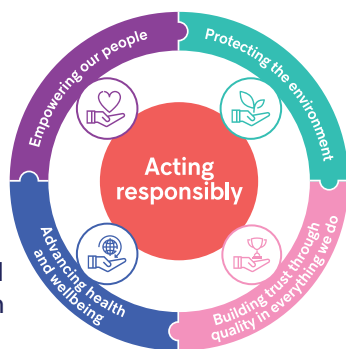 Empowering our people
Protecting the environment
Acting
responsibly
Advancing health
and wellbeing
Building trust through
quality in everything we do